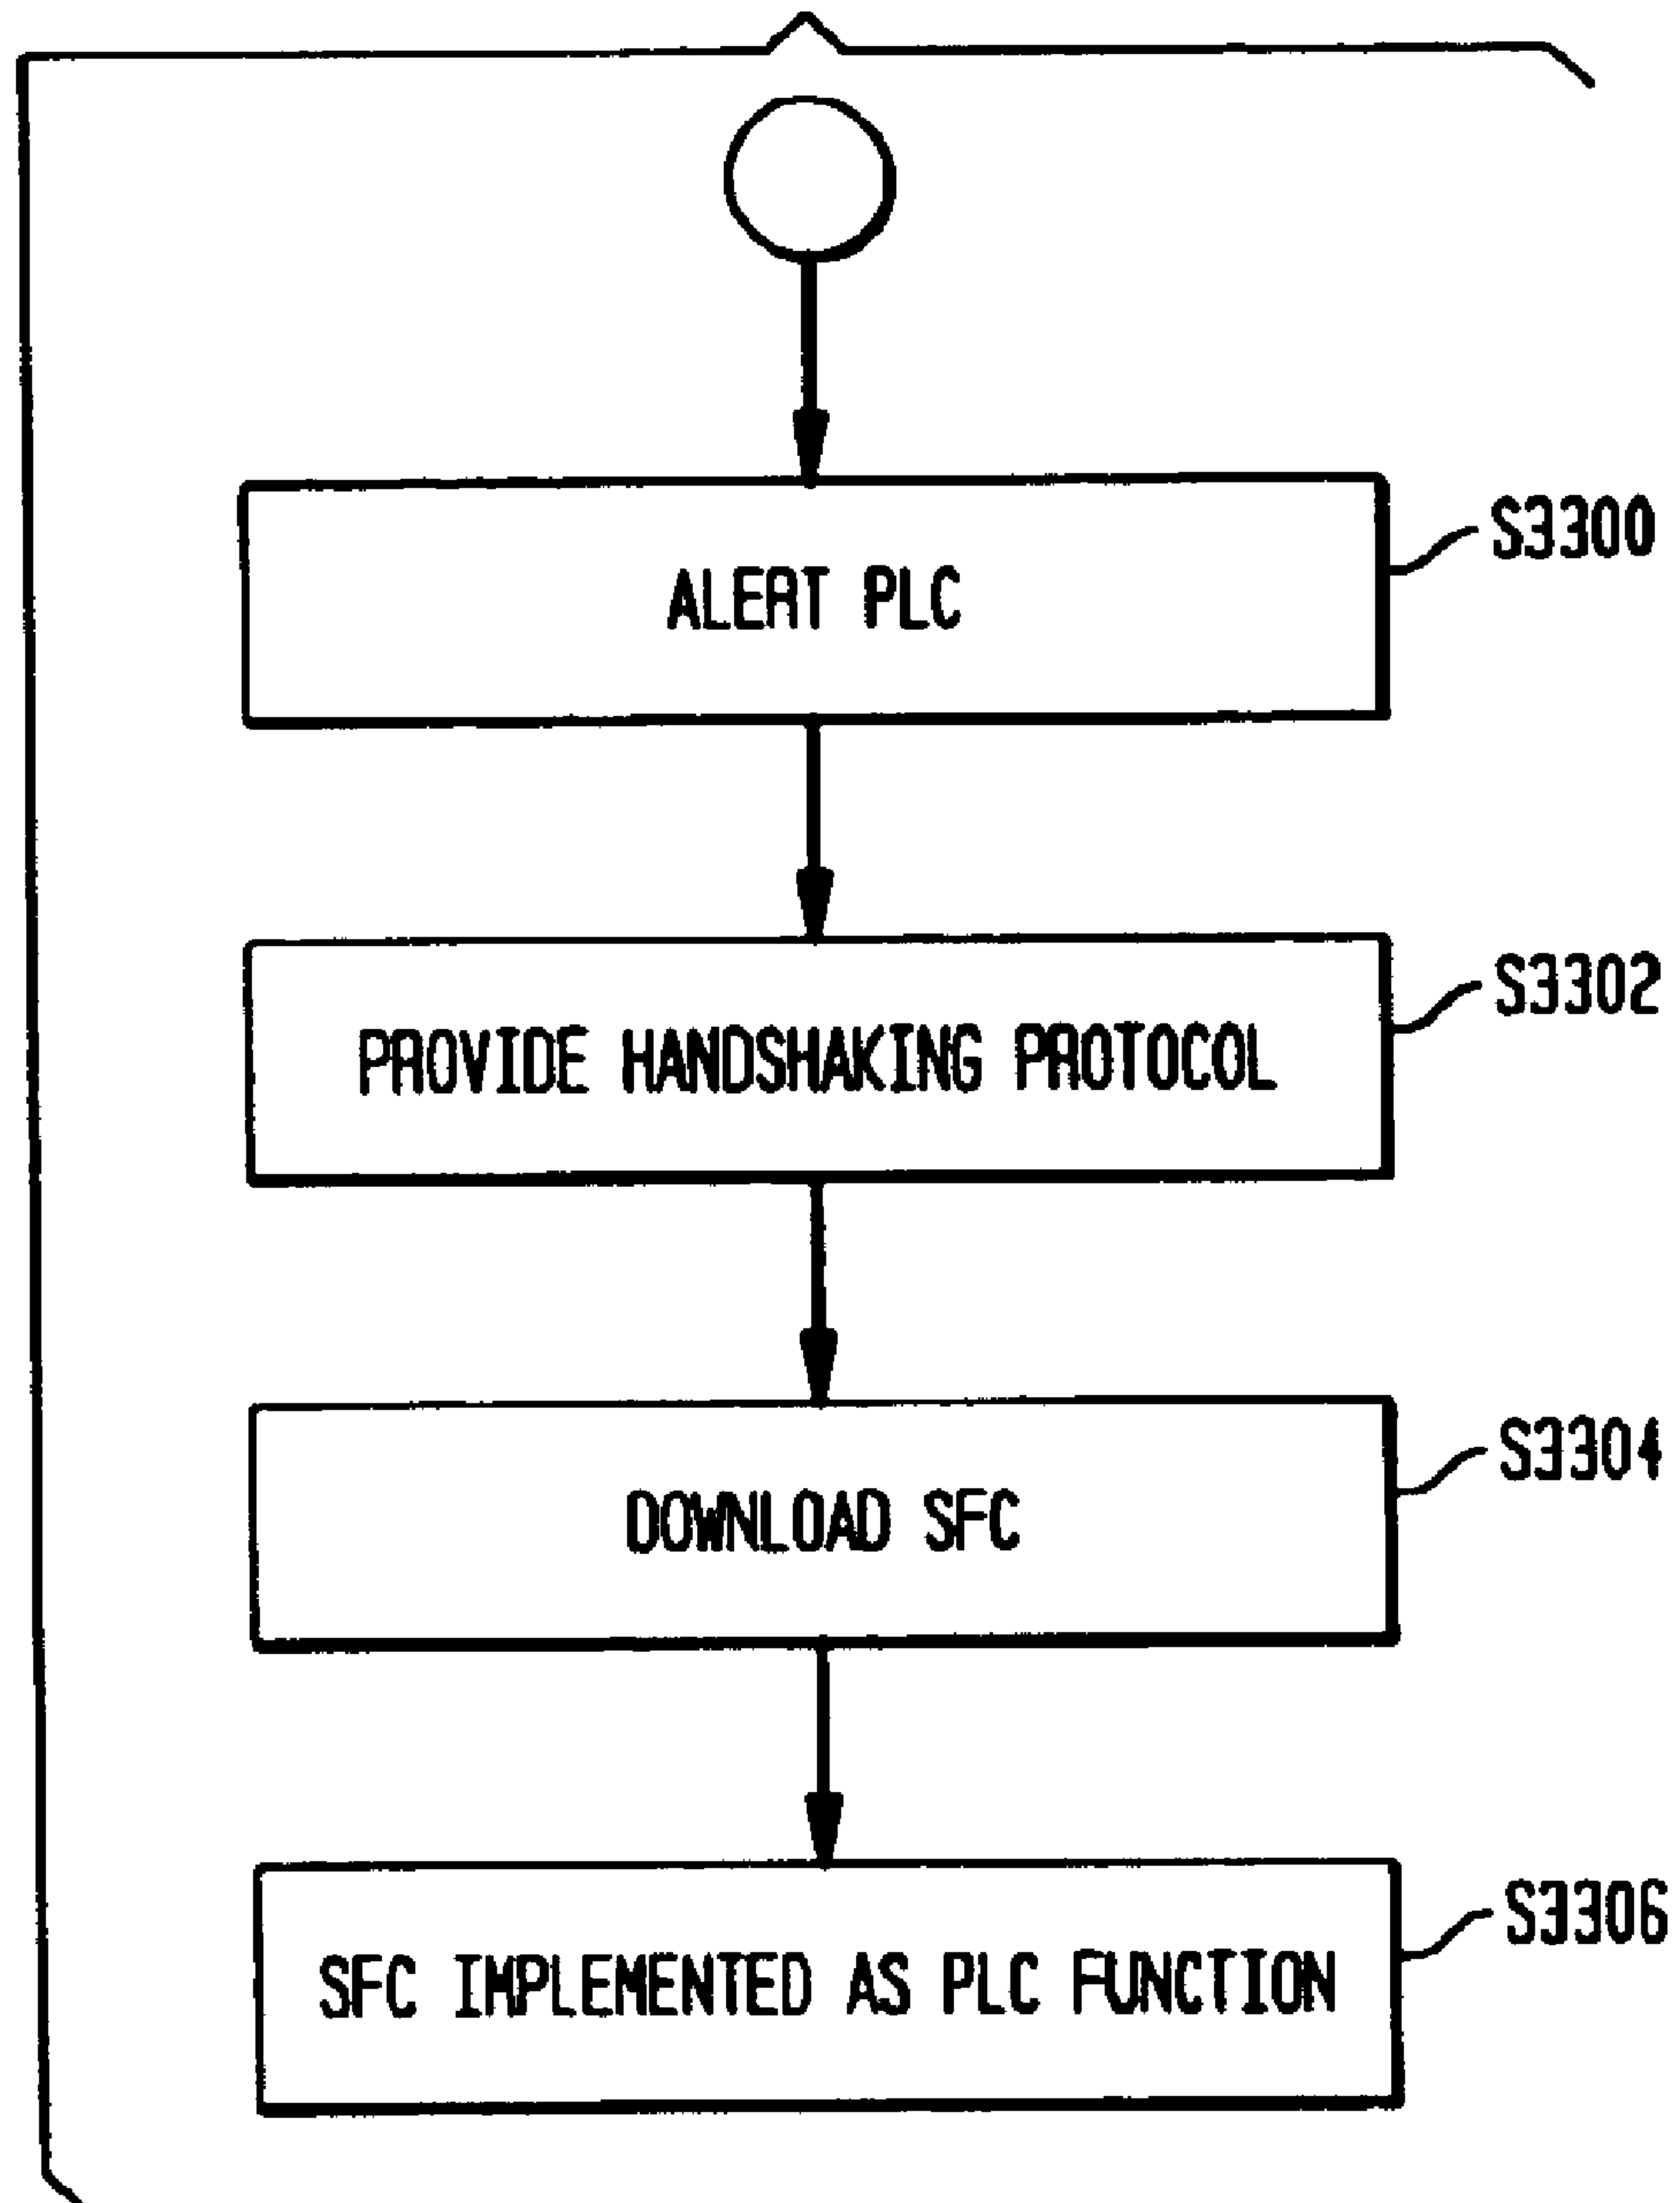 S3300
ALERT PLC
S3302
PROVIDE HANDSHAKING PROTOCOL
S3304
DOWNLOAD SFC
S3306
SFC IMPLEMENTED AS PLC FUNCTION